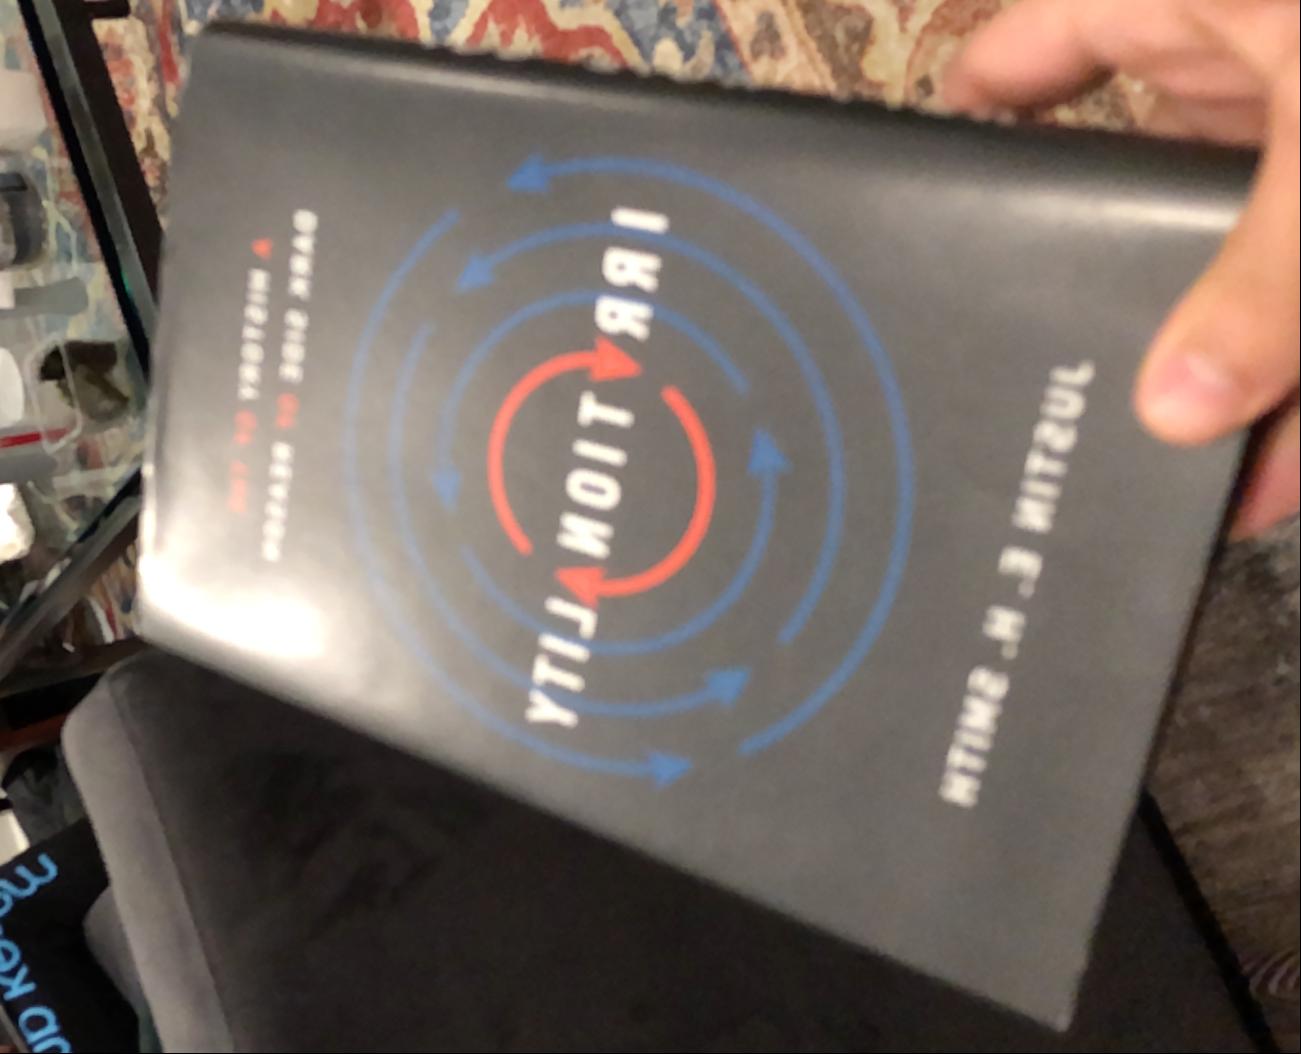 A HISTORY OF THE
DARK SIDE OF REASON
IRRATIONALITY
JUSTIN E. H. SMITH